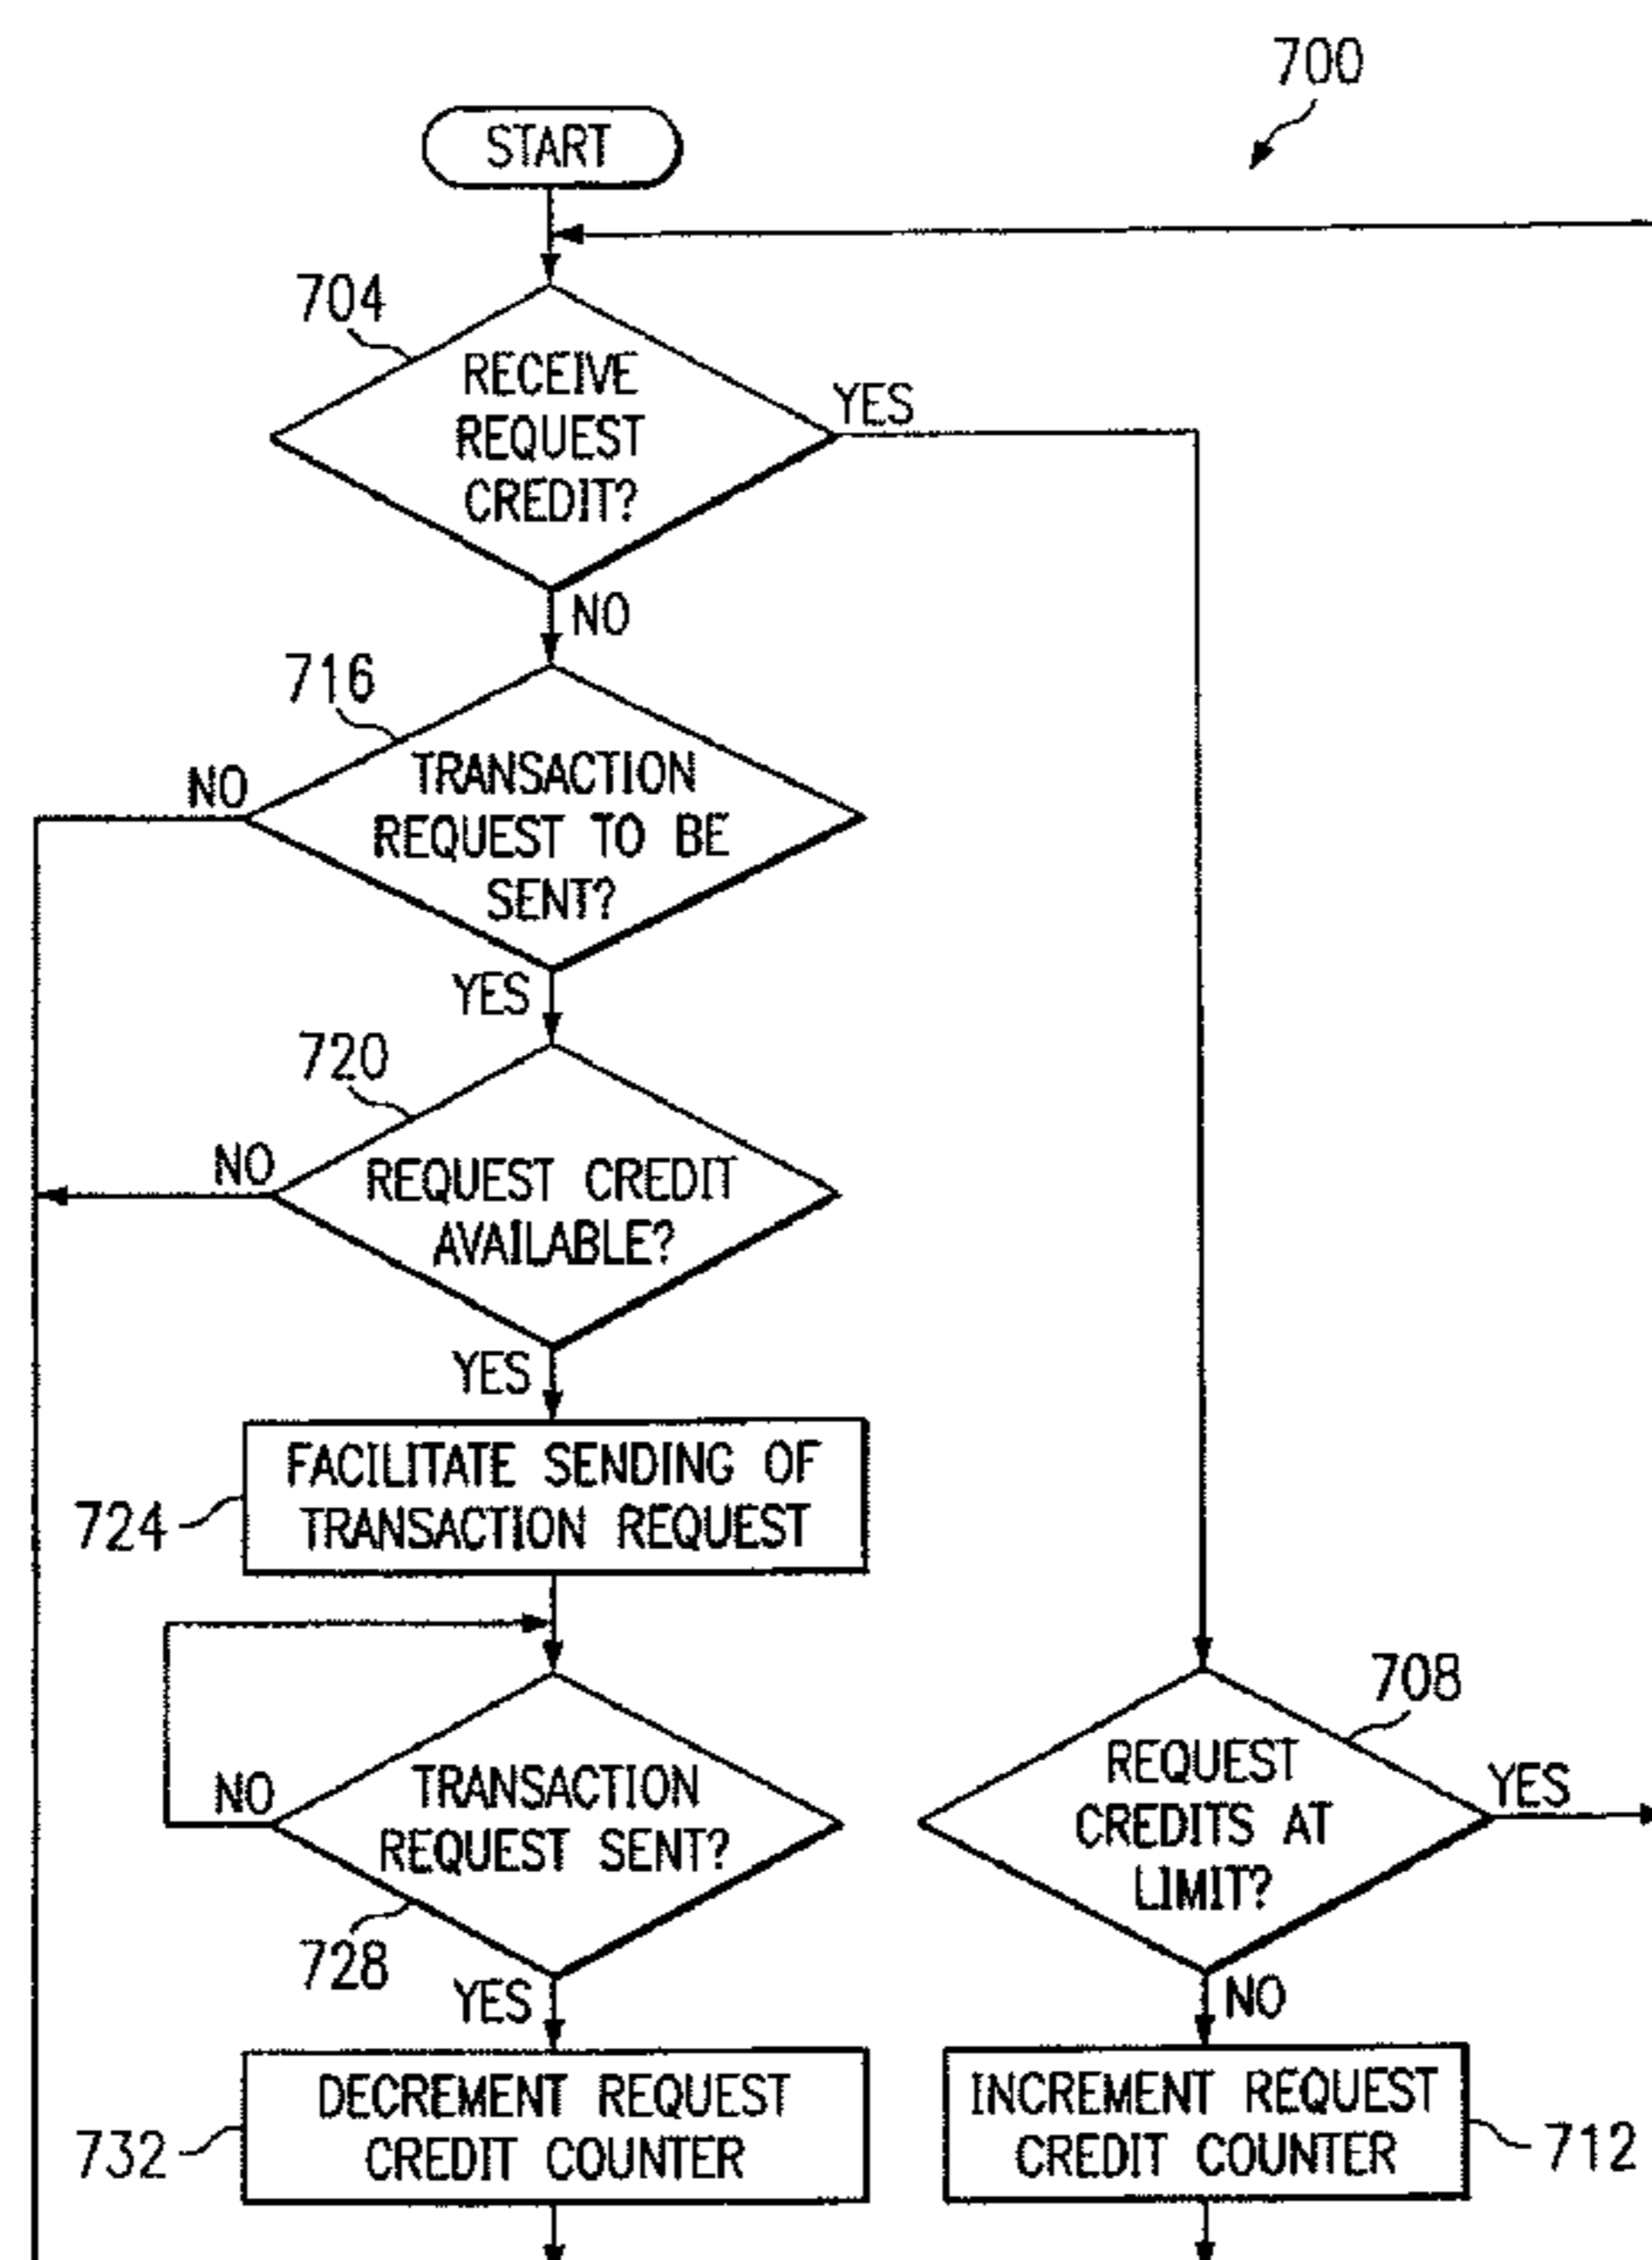 700
START
704
RECEIVE
REQUEST
CREDIT?
YES
NO
716
TRANSACTION
REQUEST TO BE
SENT?
NO
YES
720
REQUEST CREDIT
AVAILABLE?
NO
YES
FACILITATE SENDING OF
TRANSACTION REQUEST
724
TRANSACTION
REQUEST SENT?
NO
728
YES
708
REQUEST
CREDITS AT
LIMIT?
YES
NO
DECREMENT REQUEST
CREDIT COUNTER
732
INCREMENT REQUEST
CREDIT COUNTER
712